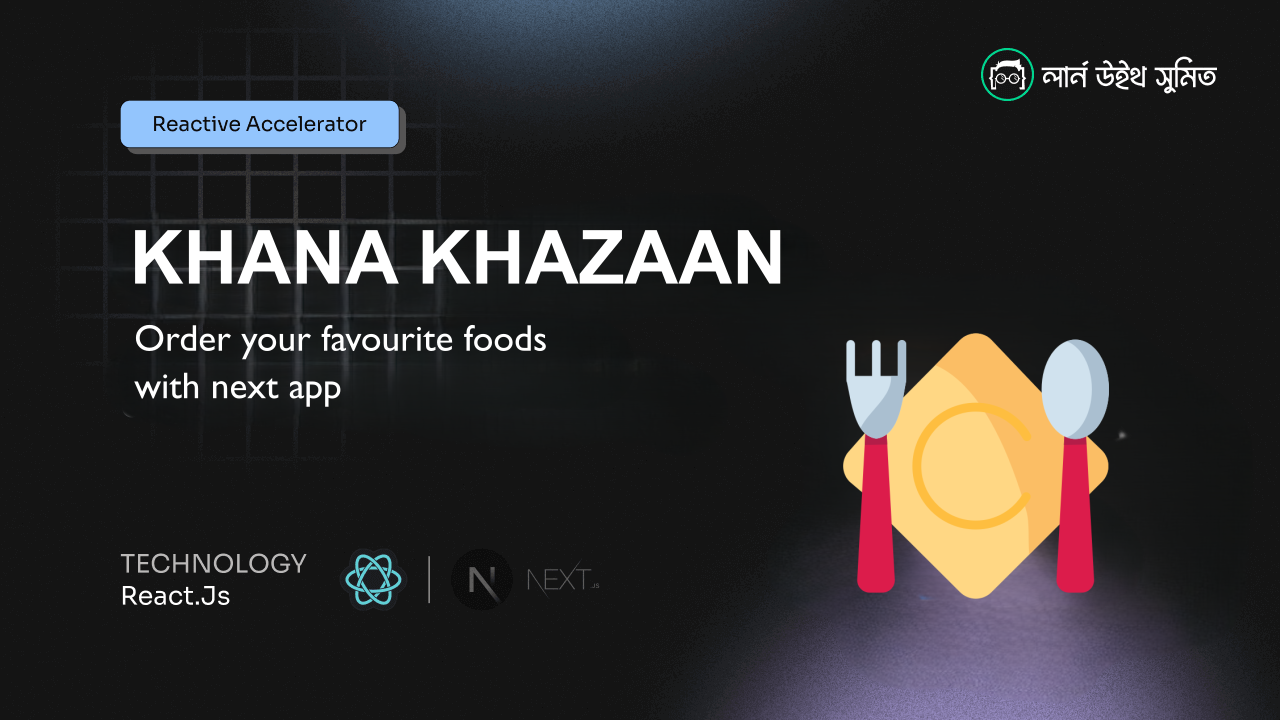 লার্ন উইথ সুমিত
Reactive Accelerator
KHANA KHAZAAN
Order your favourite foods
with next app
TECHNOLOGY
React.Js
N
NEXT.JS